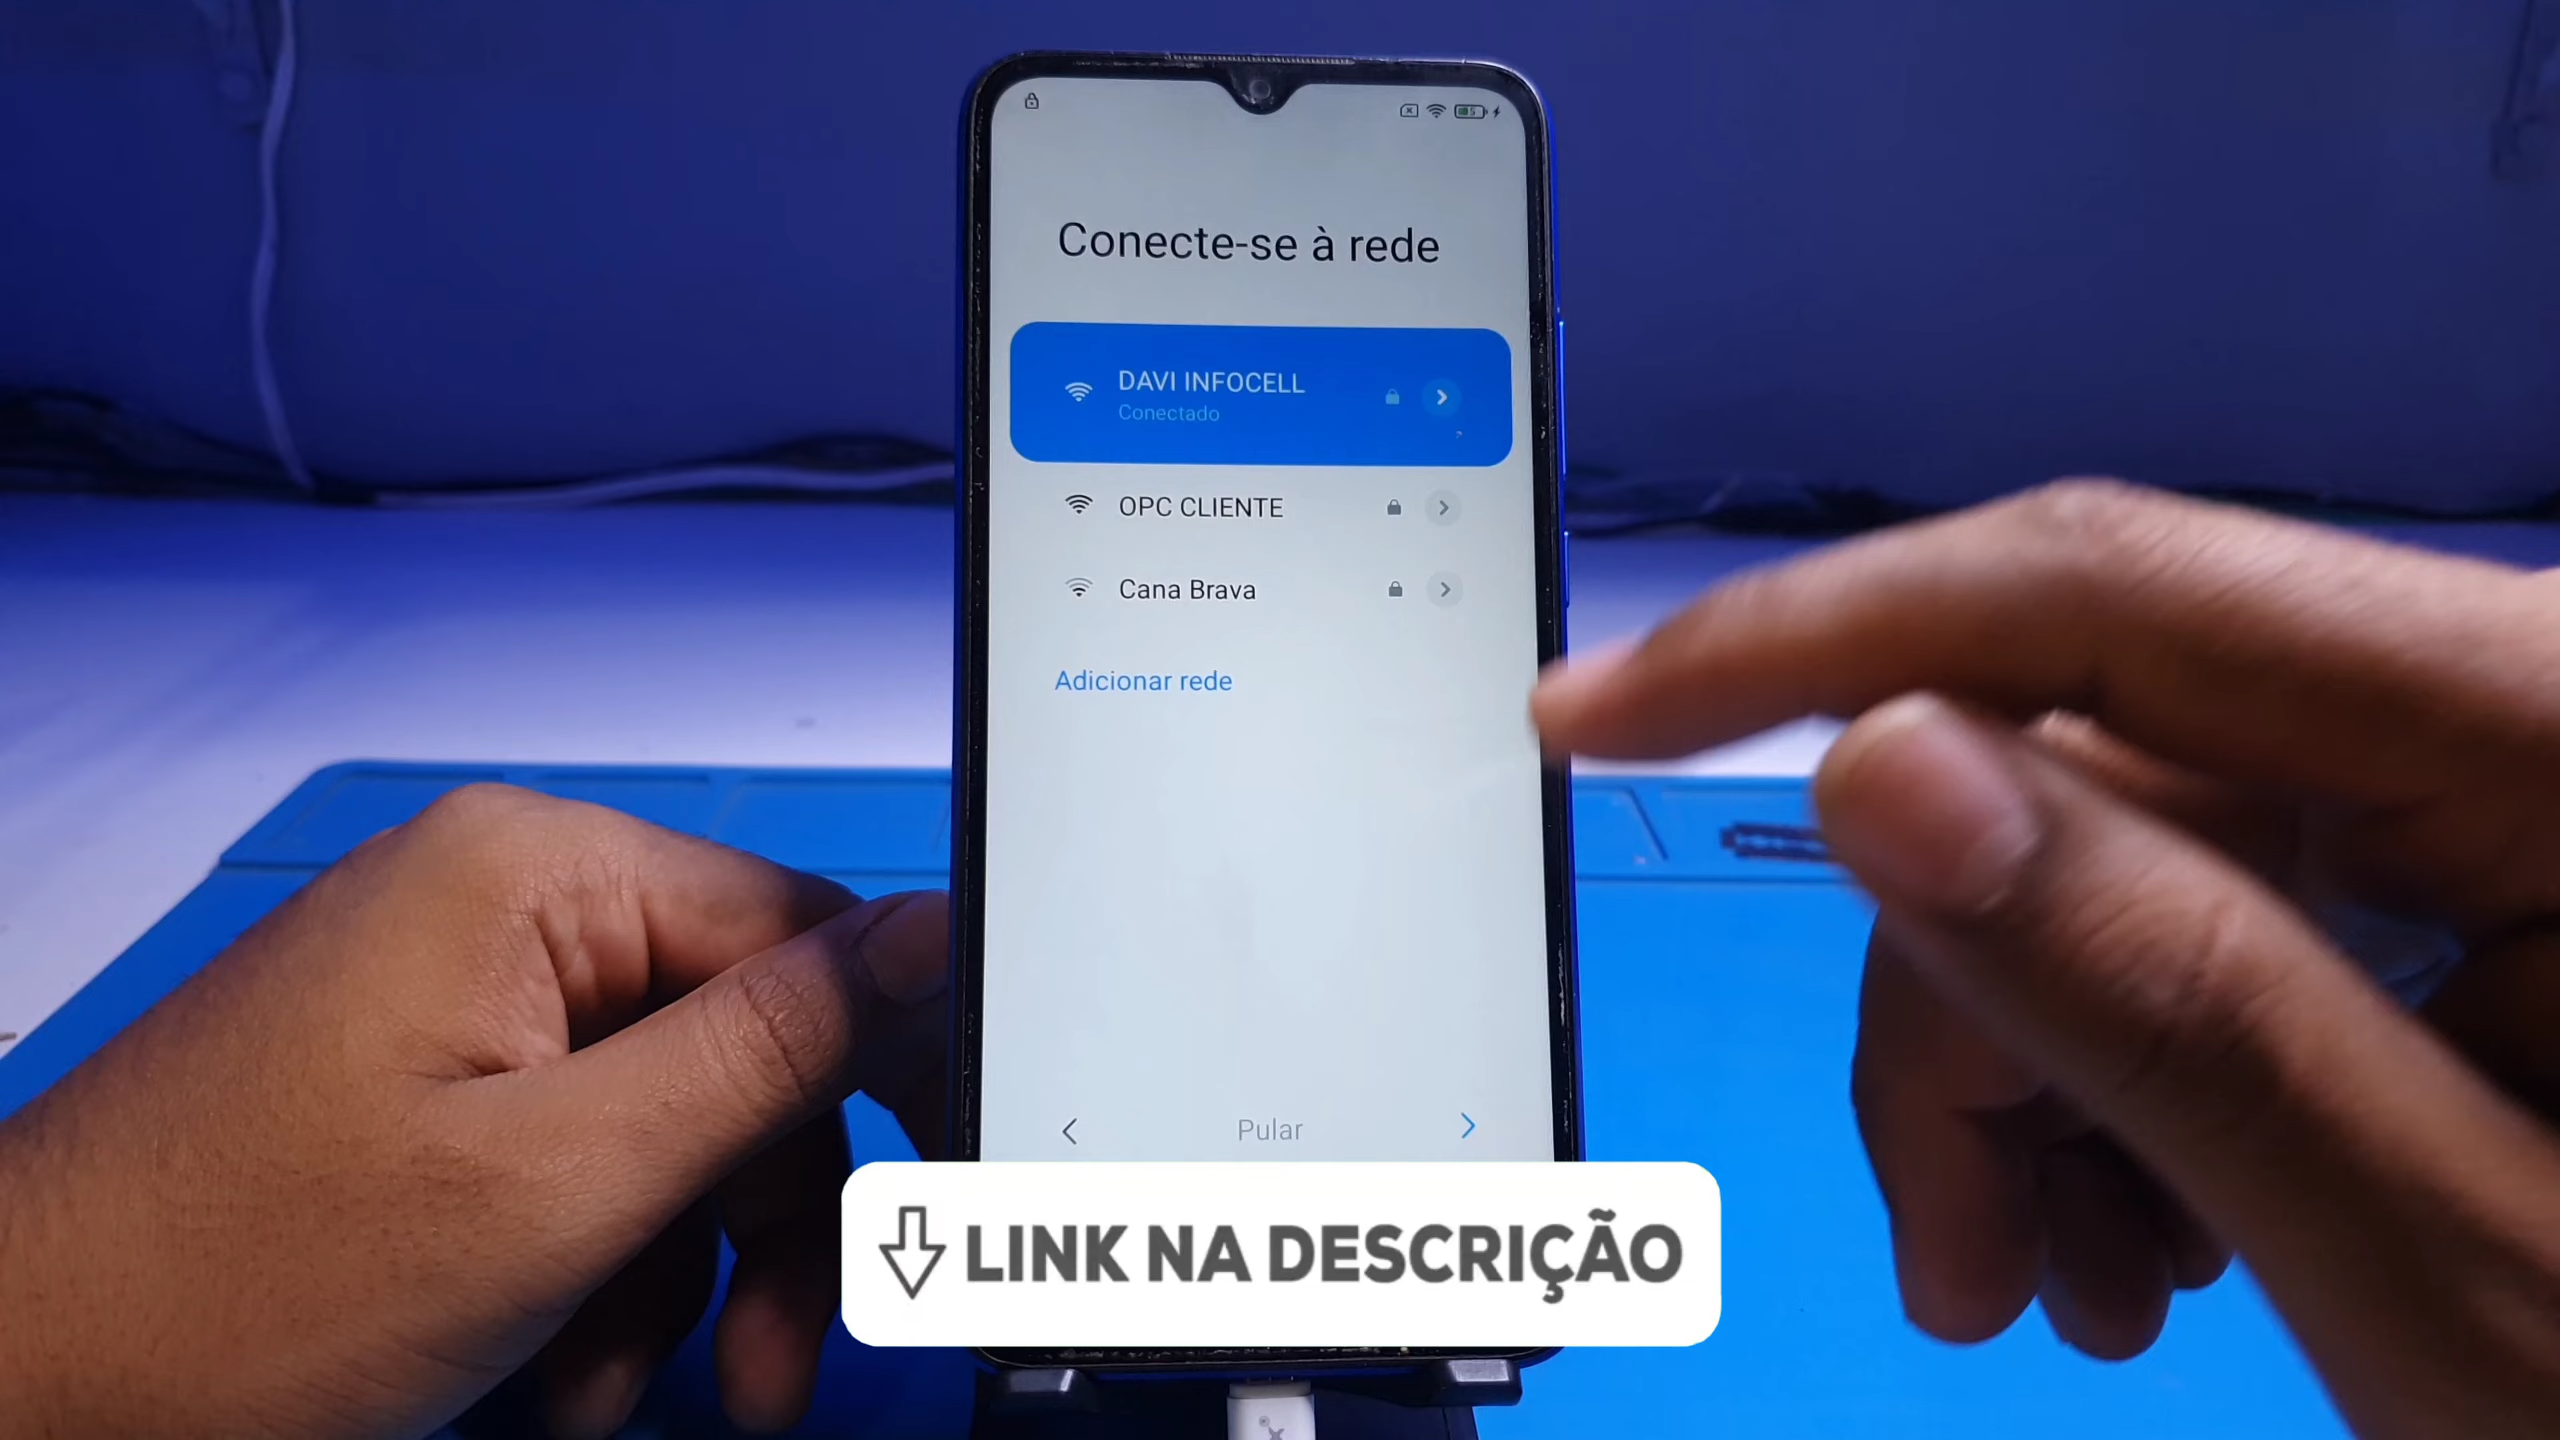 Conecte-se à rede
DAVI INFOCELL
Conectado
OPC CLIENTE
Cana Brava
Adicionar rede
Pular
LINK NA DESCRIÇÃO